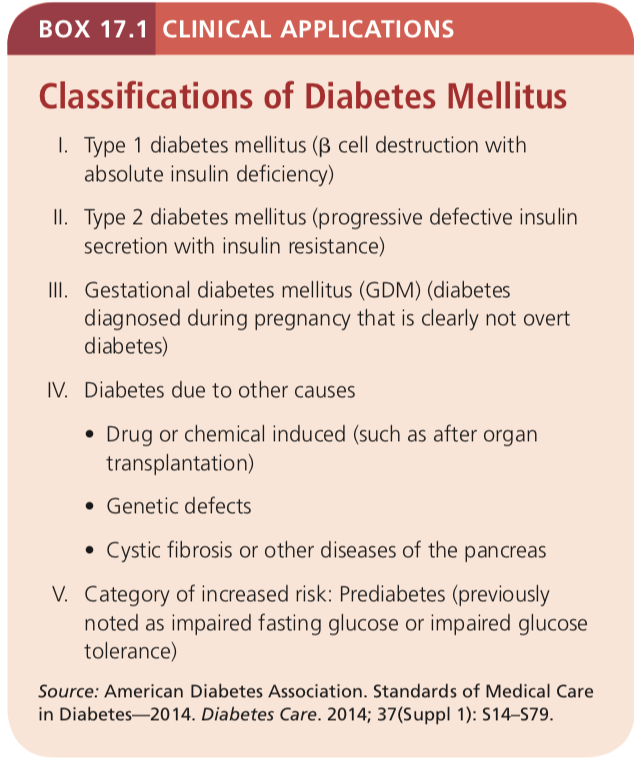 BOX 17.1 CLINICAL APPLICATIONS
Classifications of Diabetes Mellitus
I. Type 1 diabetes mellitus (β cell destruction with
absolute insulin deficiency)
II. Type 2 diabetes mellitus (progressive defective insulin
secretion with insulin resistance)
III. Gestational diabetes mellitus (GDM) (diabetes
diagnosed during pregnancy that is clearly not overt
diabetes)
IV. Diabetes due to other causes
• Drug or chemical induced (such as after organ
transplantation)
• Genetic defects
• Cystic fibrosis or other diseases of the pancreas
V. Category of increased risk: Prediabetes (previously
noted as impaired fasting glucose or impaired glucose
tolerance)
Source: American Diabetes Association. Standards of Medical Care
in Diabetes—2014. Diabetes Care. 2014; 37(Suppl 1): S14–S79.